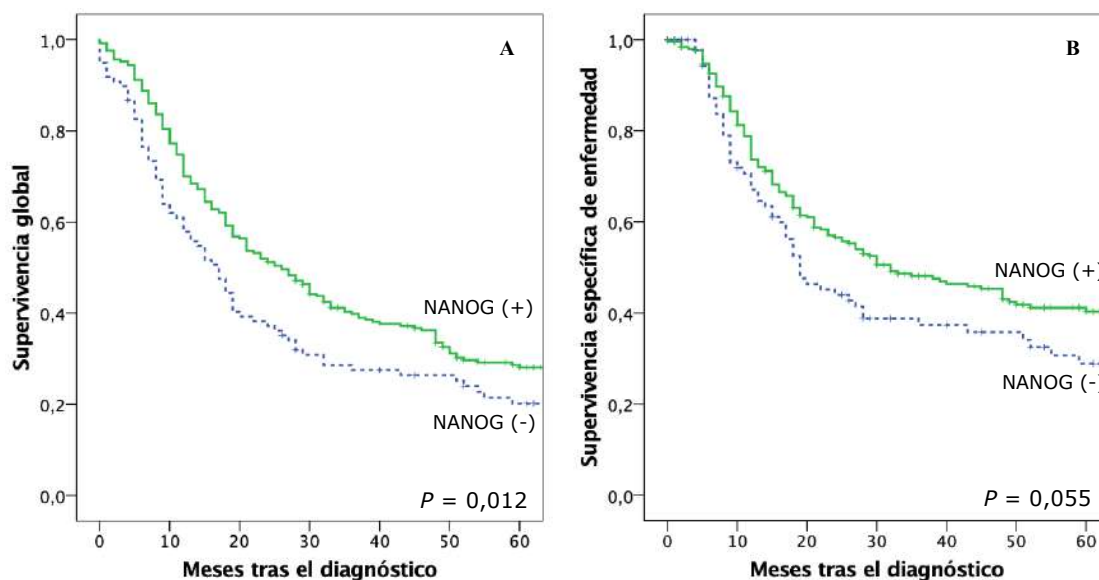 A
Supervivencia global
1,0
0,8
0,6
0,4
0,2
0,0
NANOG (+)
NANOG (-)
P = 0,012
0 10 20 30 40 50 60
Meses tras el diagnóstico
B
Supervivencia específica de enfermedad
1,0
0,8
0,6
0,4
0,2
0,0
NANOG (+)
NANOG (-)
P = 0,055
0 10 20 30 40 50 60
Meses tras el diagnóstico